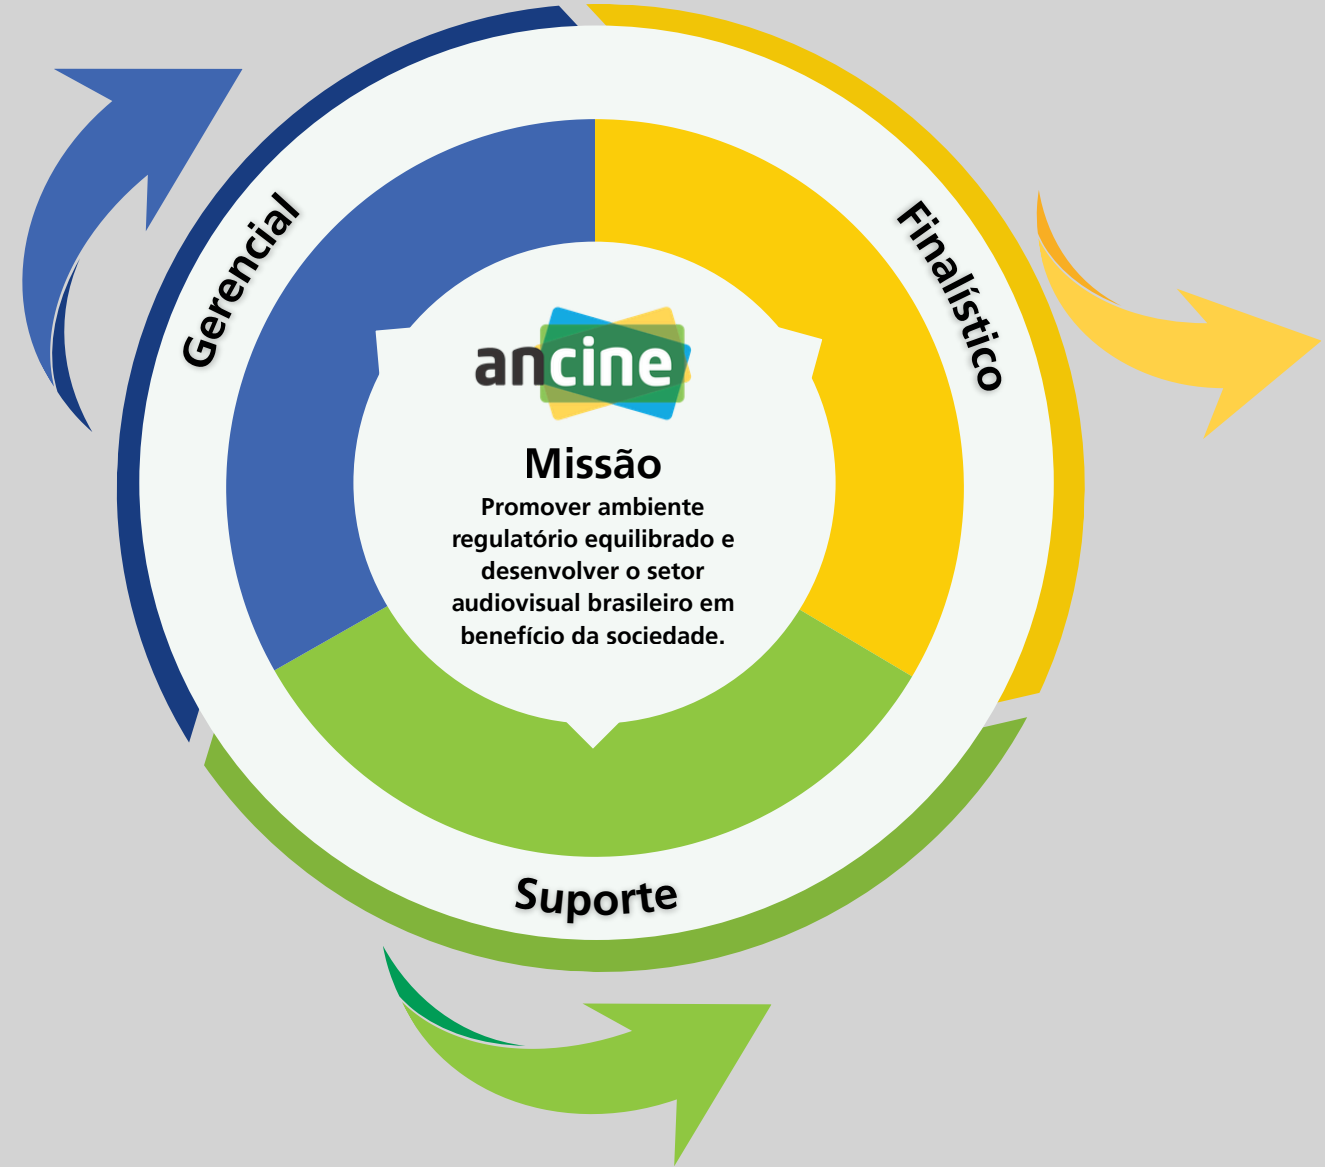 Gerencial
Finalístico
ancine
Missão
Promover ambiente
regulatório equilibrado e
desenvolver o setor
audiovisual brasileiro em
benefício da sociedade.
Suporte